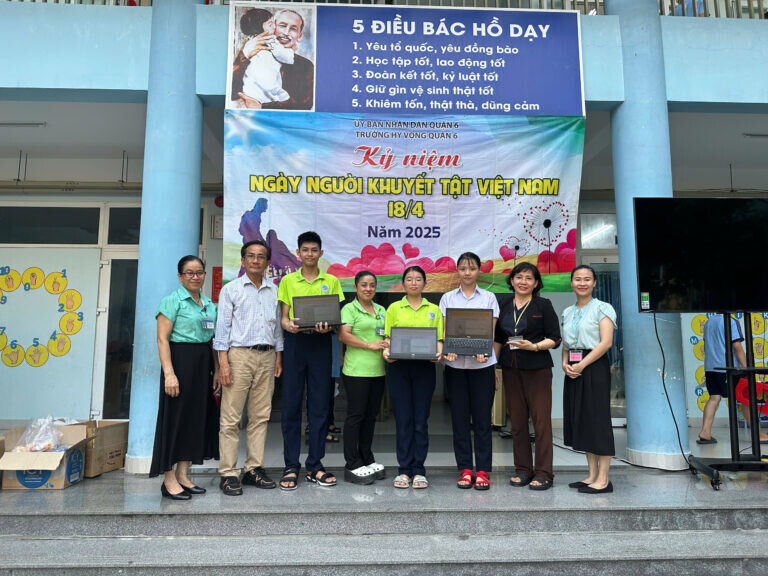 5 ĐIỀU BÁC HỒ DẠY
1. Yêu tổ quốc, yêu đồng bào
2. Học tập tốt, lao động tốt
3. Đoàn kết tốt, kỷ luật tốt
4. Giữ gìn vệ sinh thật tốt
5. Khiêm tốn, thật thà, dũng cảm
ỦY BAN NHÂN DÂN QUẬN 6
TRƯỜNG HY VỌNG QUẬN 6
Kỷ niệm
NGÀY NGƯỜI KHUYẾT TẬT VIỆT NAM
18/4
Năm 2025